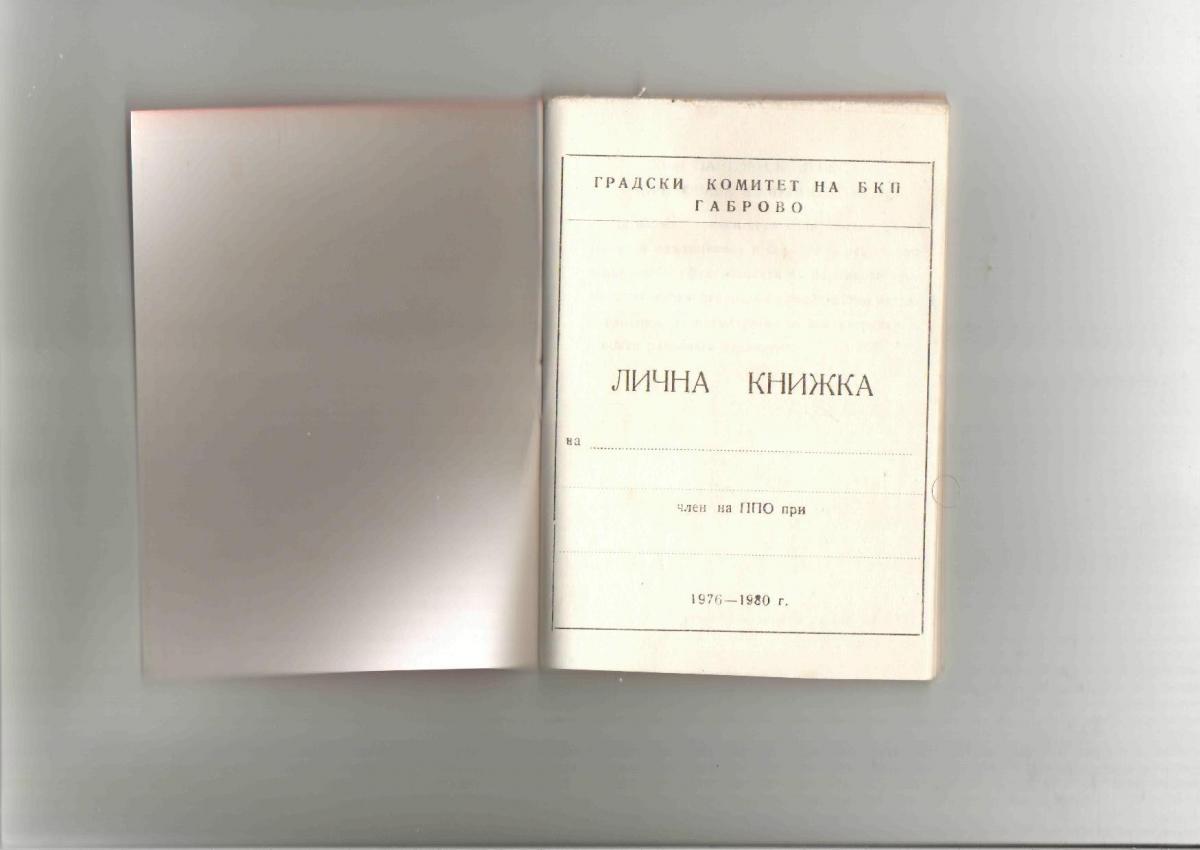 ГРАДСКИ КОМИТЕТ НА БКП
ГАБРОВО
ЛИЧНА КНИЖКА
на
член на ППО при
1976—1980 г.